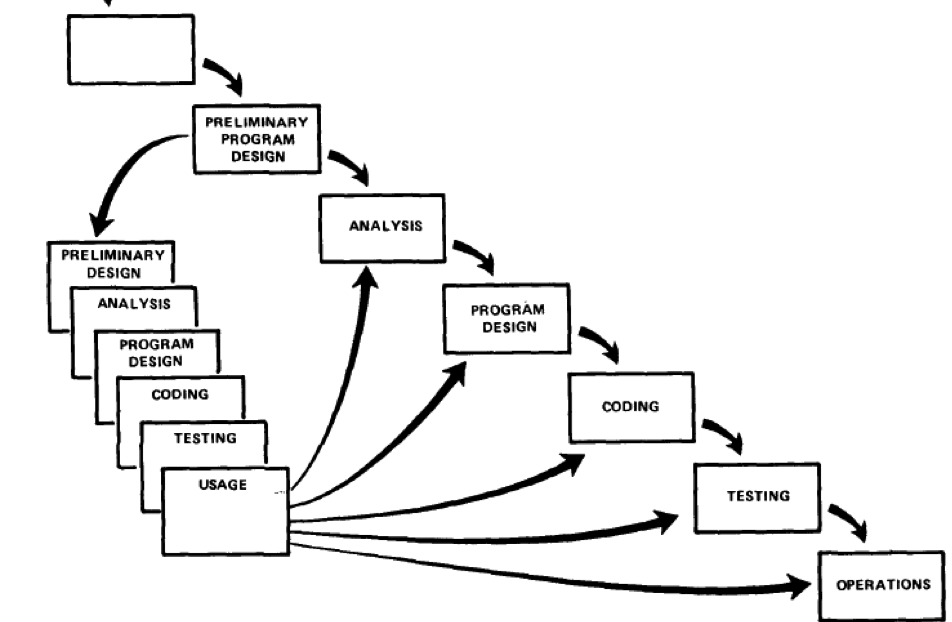 PRELIMINARY
PROGRAM
DESIGN
ANALYSIS
PROGRAM
DESIGN
CODING
TESTING
OPERATIONS
PRELIMINARY
DESIGN
ANALYSIS
PROGRAM
DESIGN
CODING
TESTING
USAGE